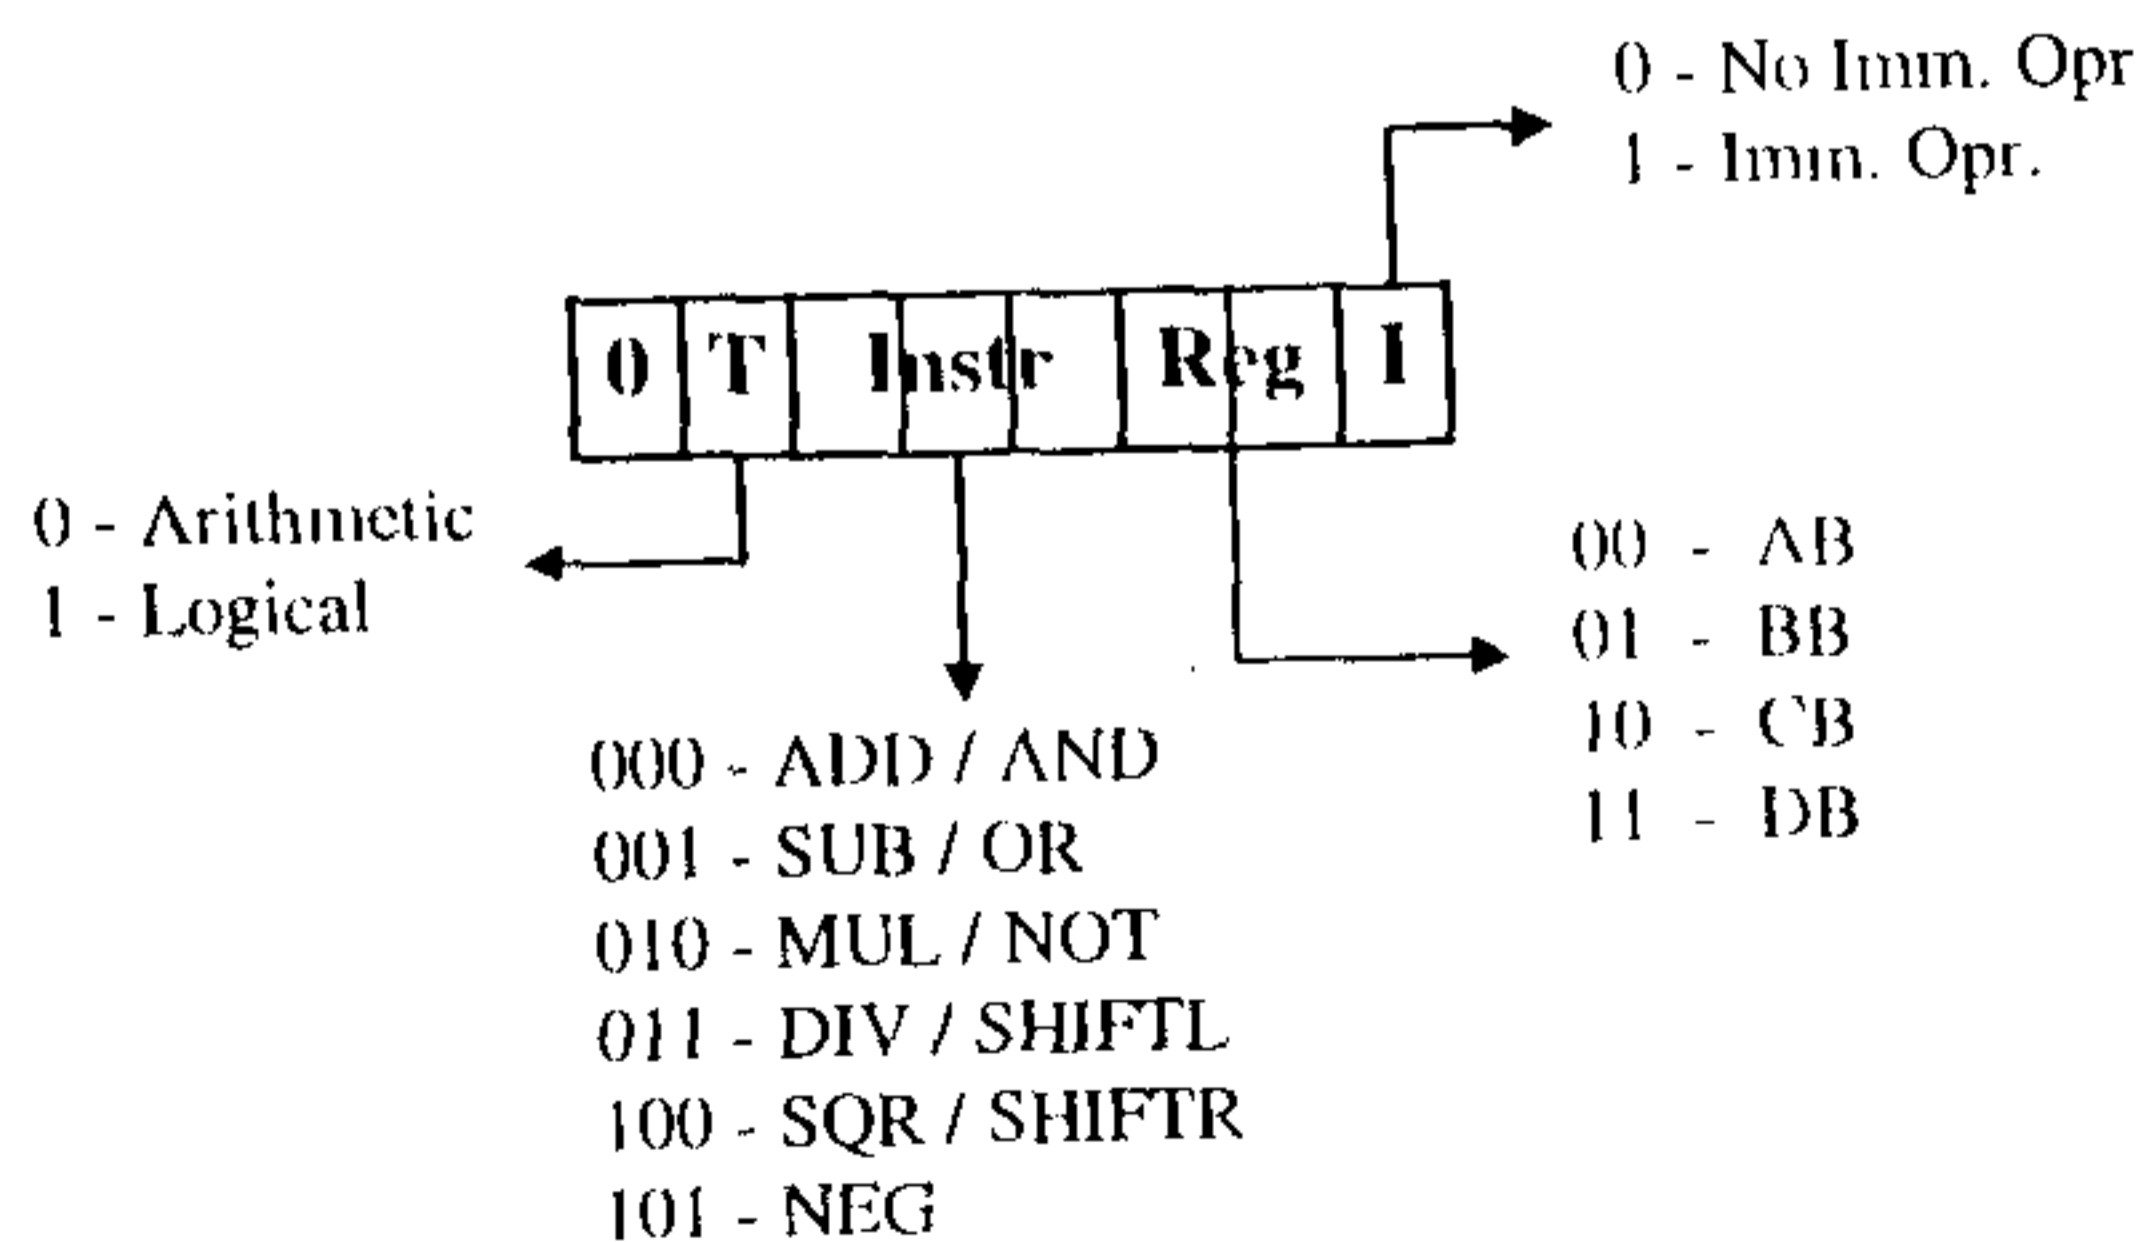 0 - No Imm. Opr
1 - Imm. Opr.
0 T Instr Reg I
0 - Arithmetic
1 - Logical
00 - AB
01 - BB
10 - CB
11 - DB
000 - ADD / AND
001 - SUB / OR
010 - MUL / NOT
011 - DIV / SHIFTL
100 - SQR / SHIFTR
101 - NEG